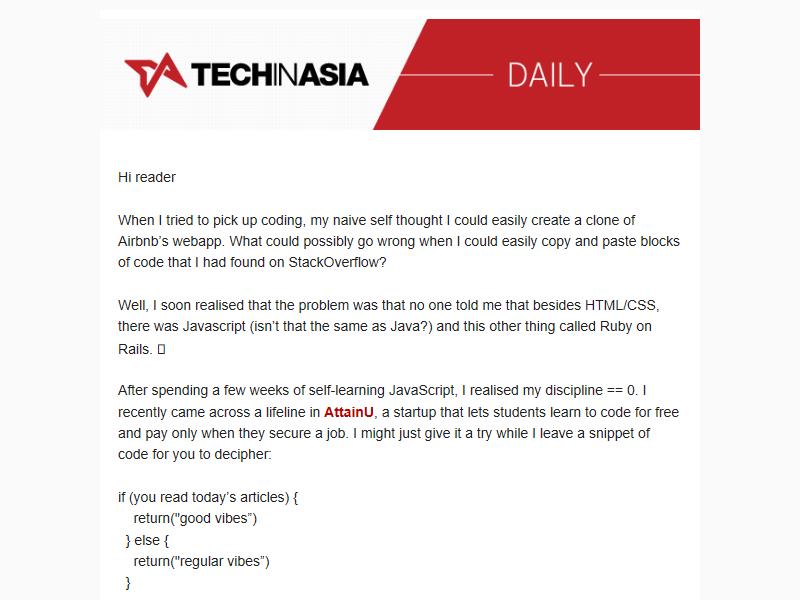 TECHINASIA DAILY
Hi reader
When I tried to pick up coding, my naive self thought I could easily create a clone of
Airbnb’s webapp. What could possibly go wrong when I could easily copy and paste blocks
of code that I had found on StackOverflow?
Well, I soon realised that the problem was that no one told me that besides HTML/CSS,
there was Javascript (isn’t that the same as Java?) and this other thing called Ruby on
Rails.
After spending a few weeks of self-learning JavaScript, I realised my discipline == 0. I
recently came across a lifeline in AttainU, a startup that lets students learn to code for free
and pay only when they secure a job. I might just give it a try while I leave a snippet of
code for you to decipher:
if (you read today’s articles) {
return("good vibes”)
} else {
return("regular vibes”)
}